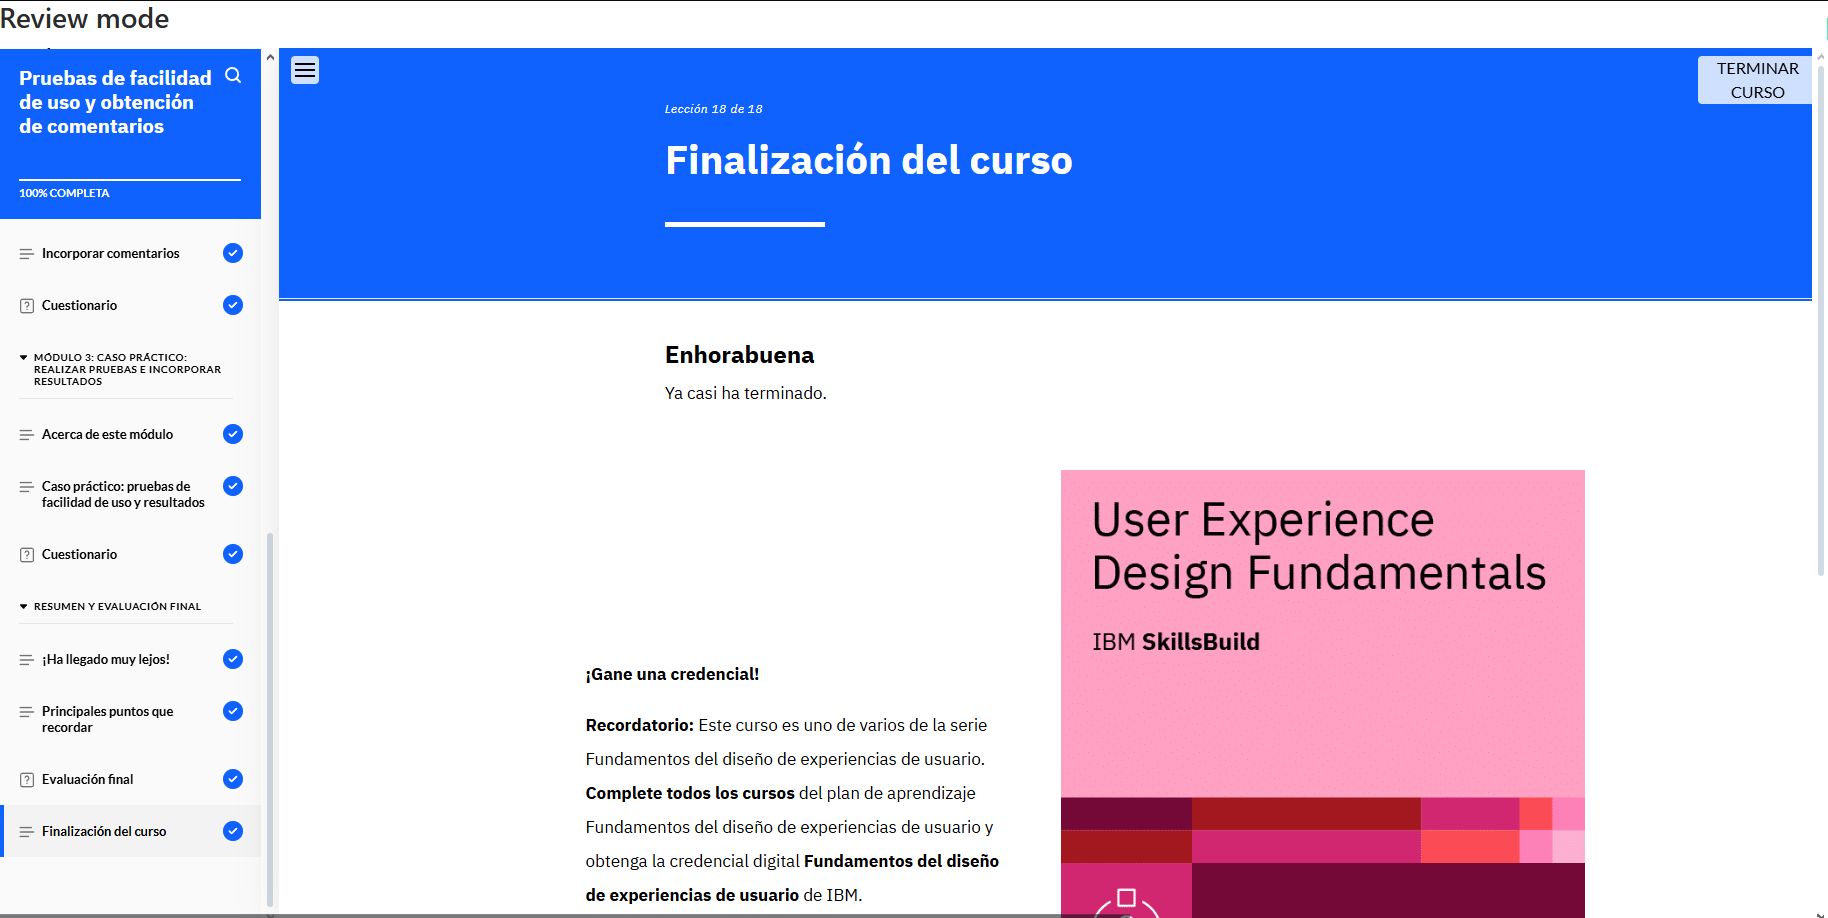 Review mode
Pruebas de facilidad
de uso y obtención
de comentarios
100% COMPLETA
Incorporar comentarios
Cuestionario
MÓDULO 3: CASO PRÁCTICO:
REALIZAR PRUEBAS E INCORPORAR
RESULTADOS
Acerca de este módulo
Caso práctico: pruebas de
facilidad de uso y resultados
Cuestionario
RESUMEN Y EVALUACIÓN FINAL
¡Ha llegado muy lejos!
Principales puntos que
recordar
Evaluación final
Finalización del curso
TERMINAR
CURSO
Lección 18 de 18
Finalización del curso
Enhorabuena
Ya casi ha terminado.
¡Gane una credencial!
Recordatorio: Este curso es uno de varios de la serie
Fundamentos del diseño de experiencias de usuario.
Complete todos los cursos del plan de aprendizaje
Fundamentos del diseño de experiencias de usuario y
obtenga la credencial digital Fundamentos del diseño
de experiencias de usuario de IBM.
User Experience
Design Fundamentals
IBM SkillsBuild